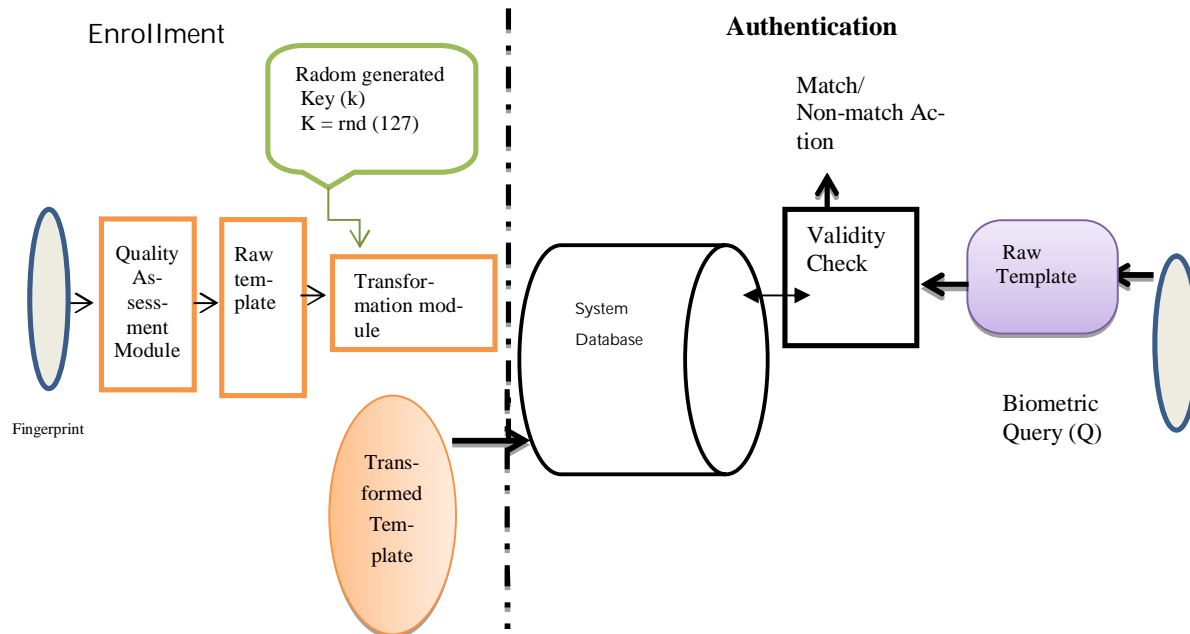 Enrollment
Radom generated
Key (k)
K = rnd (127)
Quality
As-
sess-
ment
Module
Raw
tem-
plate
Transfor-
mation mod-
ule
Fingerprint
Trans-
formed
Tem-
plate
Authentication
Match/
Non-match Ac-
tion
System
Database
Validity
Check
Raw
Template
Biometric
Query (Q)